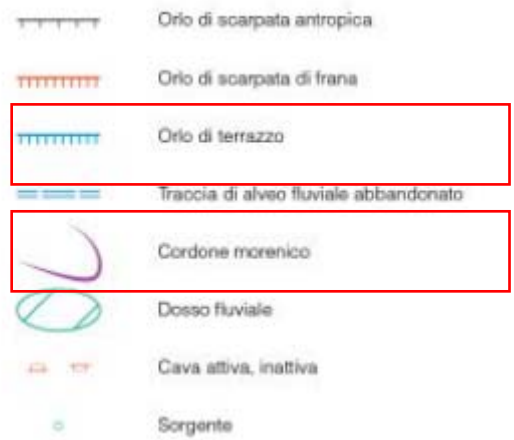 Orlo di scarpata antropica
Orlo di scarpata di frana
Orlo di terrazzo
Traccia di alveo fluviale abbandonato
Cordone morenico
Dosso fluviale
Cava attiva, inattiva
Sorgente